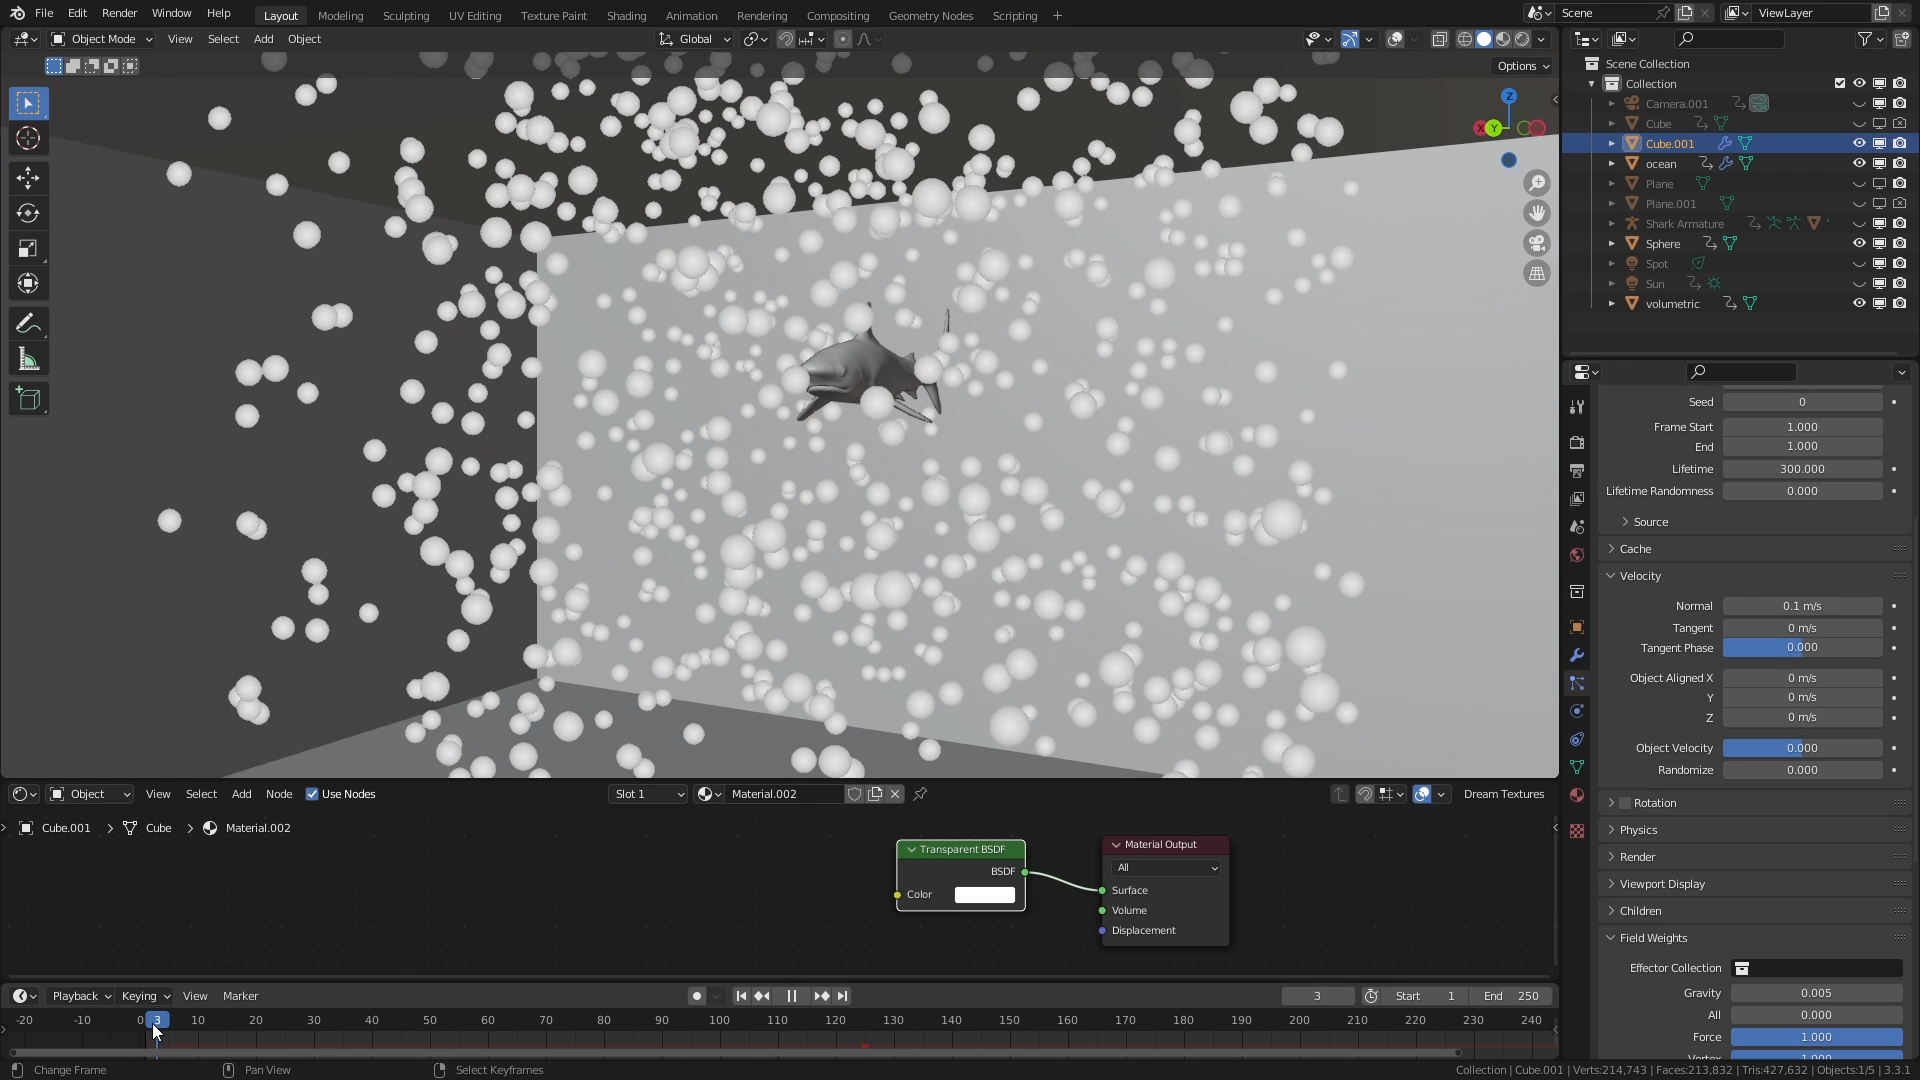 File Edit Render Window Help Layout Modeling Sculpting UV Editing Texture Paint Shading Animation Rendering Compositing Geometry Nodes Scripting + Scene ViewLayer
Object Mode View Select Add Object Global
Options
Z
X Y
Scene Collection
Collection
Camera.001
Cube
Cube.001
ocean
Plane
Plane.001
Shark Armature
Sphere
Spot
Sun
volumetric
Seed 0
Frame Start 1.000
End 1.000
Lifetime 300.000
Lifetime Randomness 0.000
Source
Cache
Velocity
Normal 0.1 m/s
Tangent 0 m/s
Tangent Phase 0.000
Object Aligned X 0 m/s
Y 0 m/s
Z 0 m/s
Object Velocity 0.000
Randomize 0.000
Rotation
Physics
Render
Viewport Display
Children
Field Weights
Effector Collection
Gravity 0.005
All 0.000
Force 1.000
Vortex 1.000
Object View Select Add Node Use Nodes Slot 1 Material.002 Dream Textures
Cube.001 > Cube > Material.002
Transparent BSDF
BSDF
Color
Material Output
All
Surface
Volume
Displacement
Playback Keying View Marker 3 Start 1 End 250
-20 -10 0 3 10 20 30 40 50 60 70 80 90 100 110 120 130 140 150 160 170 180 190 200 210 220 230 240
Change Frame Pan View Select Keyframes Collection | Cube.001 | Verts:214,743 | Faces:213,832 | Tris:427,632 | Objects:1/5 | 3.3.1